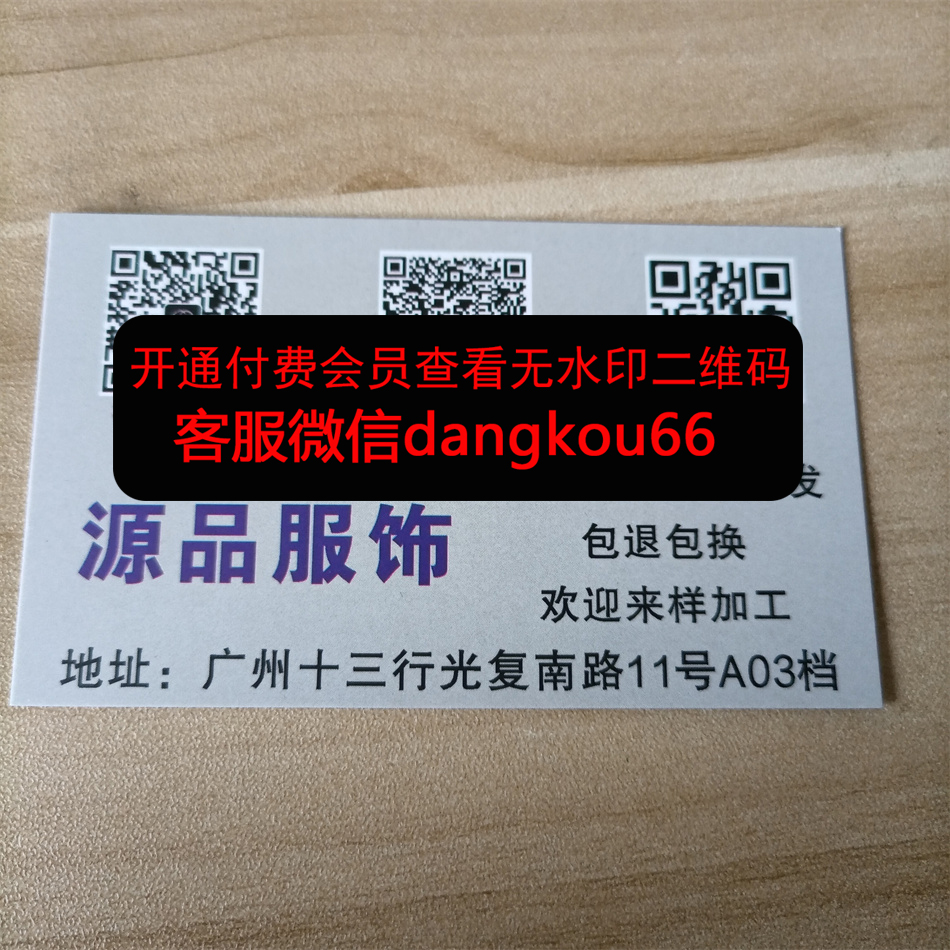 开通付费会员查看无水印二维码
客服微信dangkou66
发
源品服饰
包退包换
欢迎来样加工
地址：广州十三行光复南路11号A03档